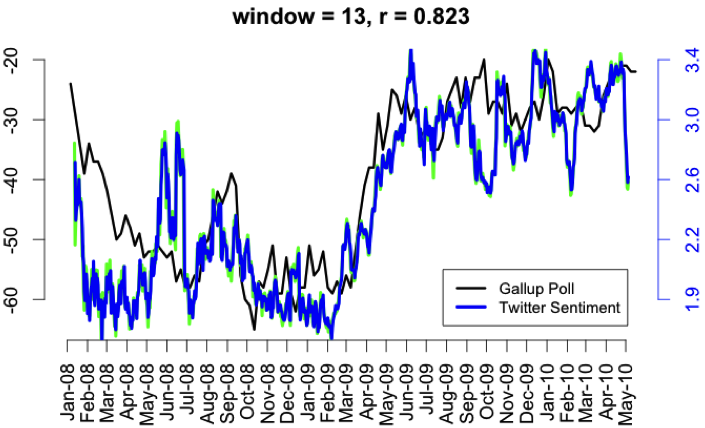 window = 13, r = 0.823
-20
-30
-40
-50
-60
3.4
3.0
2.6
2.2
1.9
Gallup Poll
Twitter Sentiment
Jan-08
Feb-08
Mar-08
Apr-08
May-08
Jun-08
Jul-08
Aug-08
Sep-08
Oct-08
Nov-08
Dec-08
Jan-09
Feb-09
Mar-09
Apr-09
May-09
Jun-09
Jul-09
Aug-09
Sep-09
Oct-09
Nov-09
Dec-09
Jan-10
Feb-10
Mar-10
Apr-10
May-10